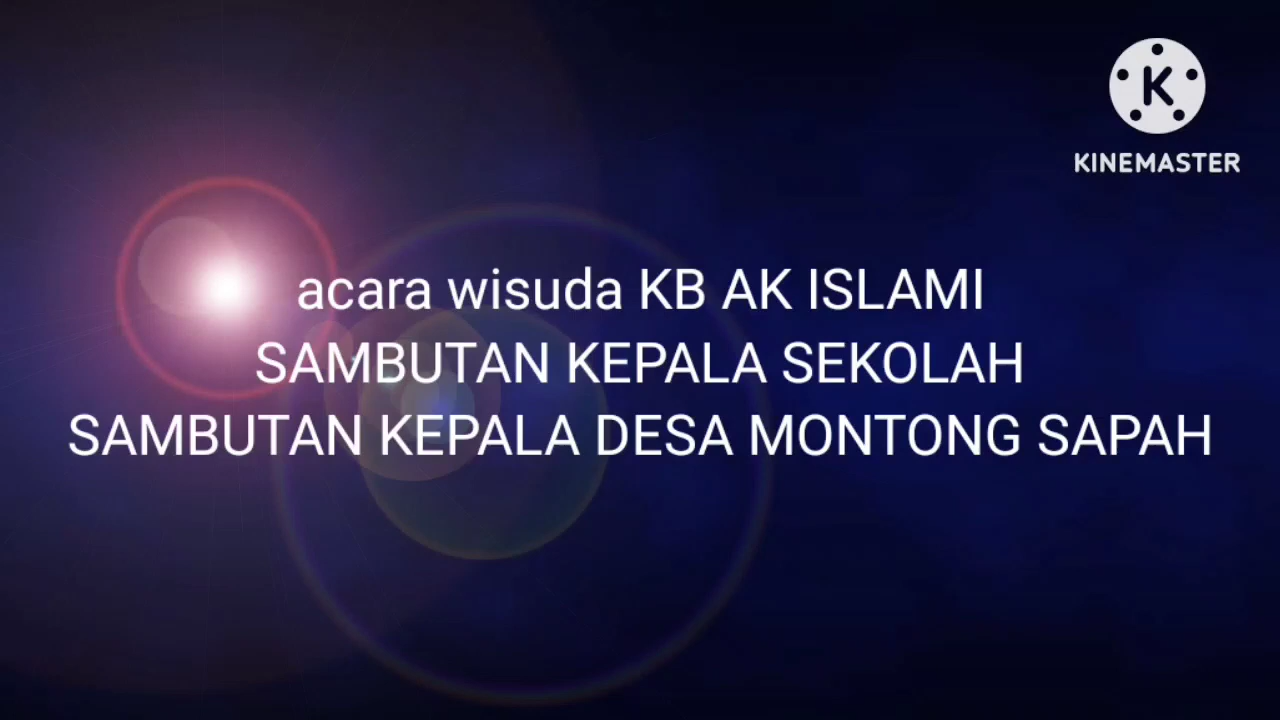 K
KINEMASTER
acara wisuda KB AK ISLAMI
SAMBUTAN KEPALA SEKOLAH
SAMBUTAN KEPALA DESA MONTONG SAPAH